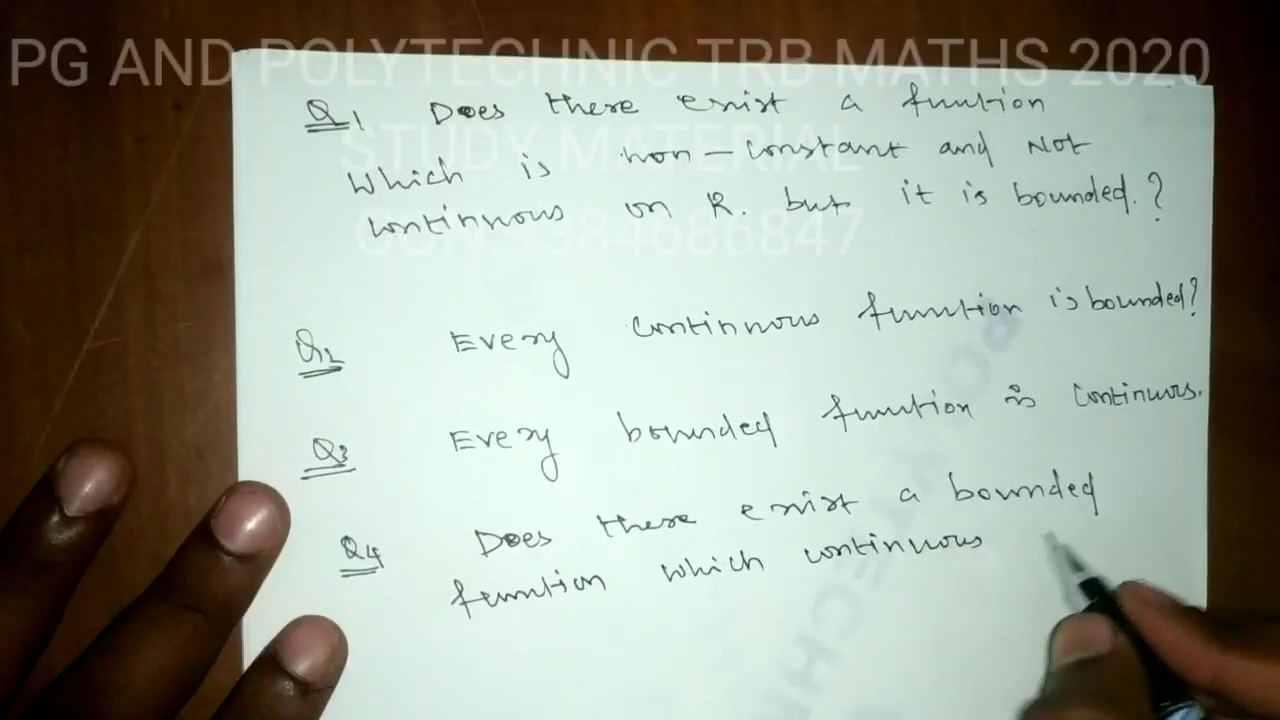 PG AND POLYTECHNIC TRB MATHS 2020
STUDY MATERIAL
CON:9384686847
Q1 Does there exist a function
which is non-constant and Not
continuous on R. but it is bounded.?
Q2 Every continuous function is bounded?
Q3 Every bounded function is continuous.
Q4 Does there exist a bounded
function which continuous